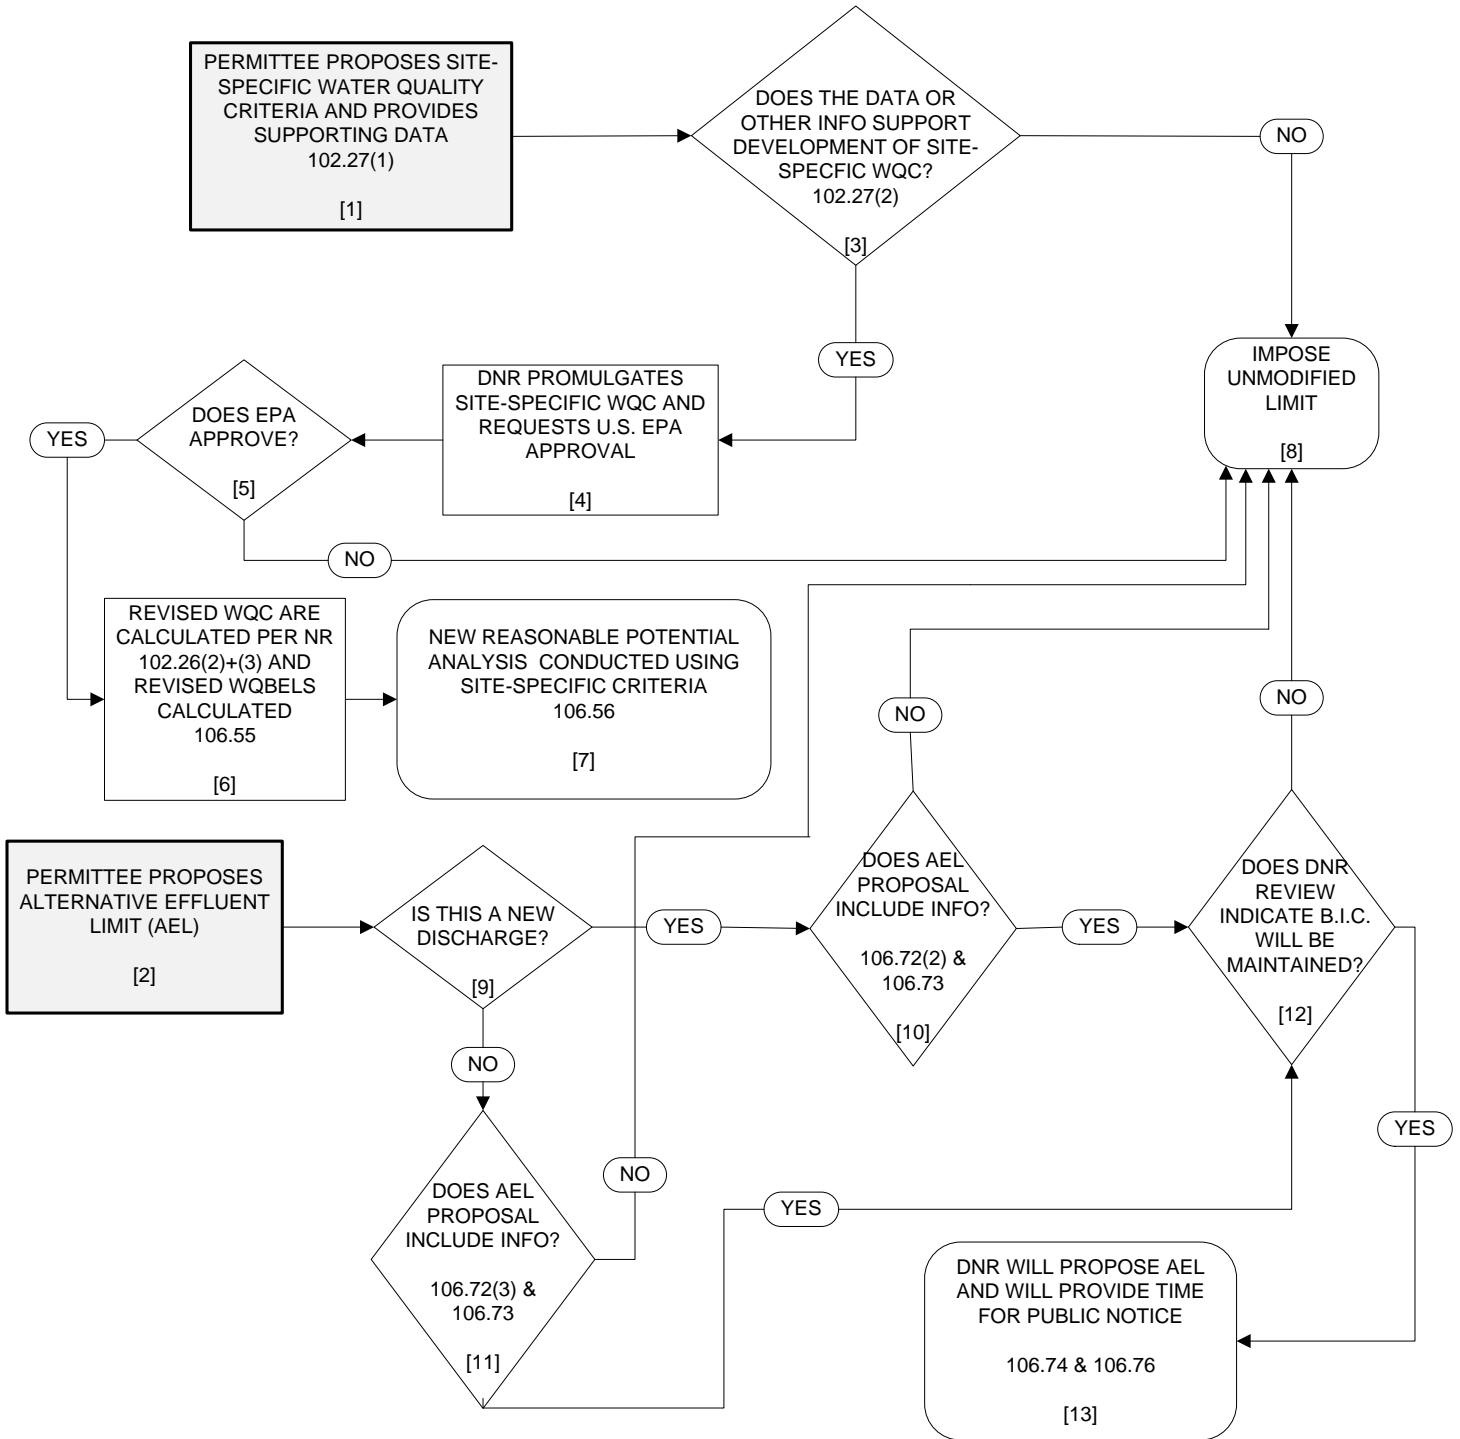 PERMITTEE PROPOSES SITE-
SPECIFIC WATER QUALITY
CRITERIA AND PROVIDES
SUPPORTING DATA
102.27(1)
[1]
DOES THE DATA OR
OTHER INFO SUPPORT
DEVELOPMENT OF SITE-
SPECFIC WQC?
102.27(2)
[3]
NO
YES
IMPOSE
UNMODIFIED
LIMIT
[8]
DNR PROMULGATES
SITE-SPECIFIC WQC AND
REQUESTS U.S. EPA
APPROVAL
[4]
DOES EPA
APPROVE?
[5]
YES
NO
REVISED WQC ARE
CALCULATED PER NR
102.26(2)+(3) AND
REVISED WQBELS
CALCULATED
106.55
[6]
NEW REASONABLE POTENTIAL
ANALYSIS CONDUCTED USING
SITE-SPECIFIC CRITERIA
106.56
[7]
PERMITTEE PROPOSES
ALTERNATIVE EFFLUENT
LIMIT (AEL)
[2]
IS THIS A NEW
DISCHARGE?
[9]
YES
NO
DOES AEL
PROPOSAL
INCLUDE INFO?
106.72(2) &
106.73
[10]
NO
YES
DOES DNR
REVIEW
INDICATE B.I.C.
WILL BE
MAINTAINED?
[12]
NO
YES
DOES AEL
PROPOSAL
INCLUDE INFO?
106.72(3) &
106.73
[11]
NO
YES
DNR WILL PROPOSE AEL
AND WILL PROVIDE TIME
FOR PUBLIC NOTICE
106.74 & 106.76
[13]